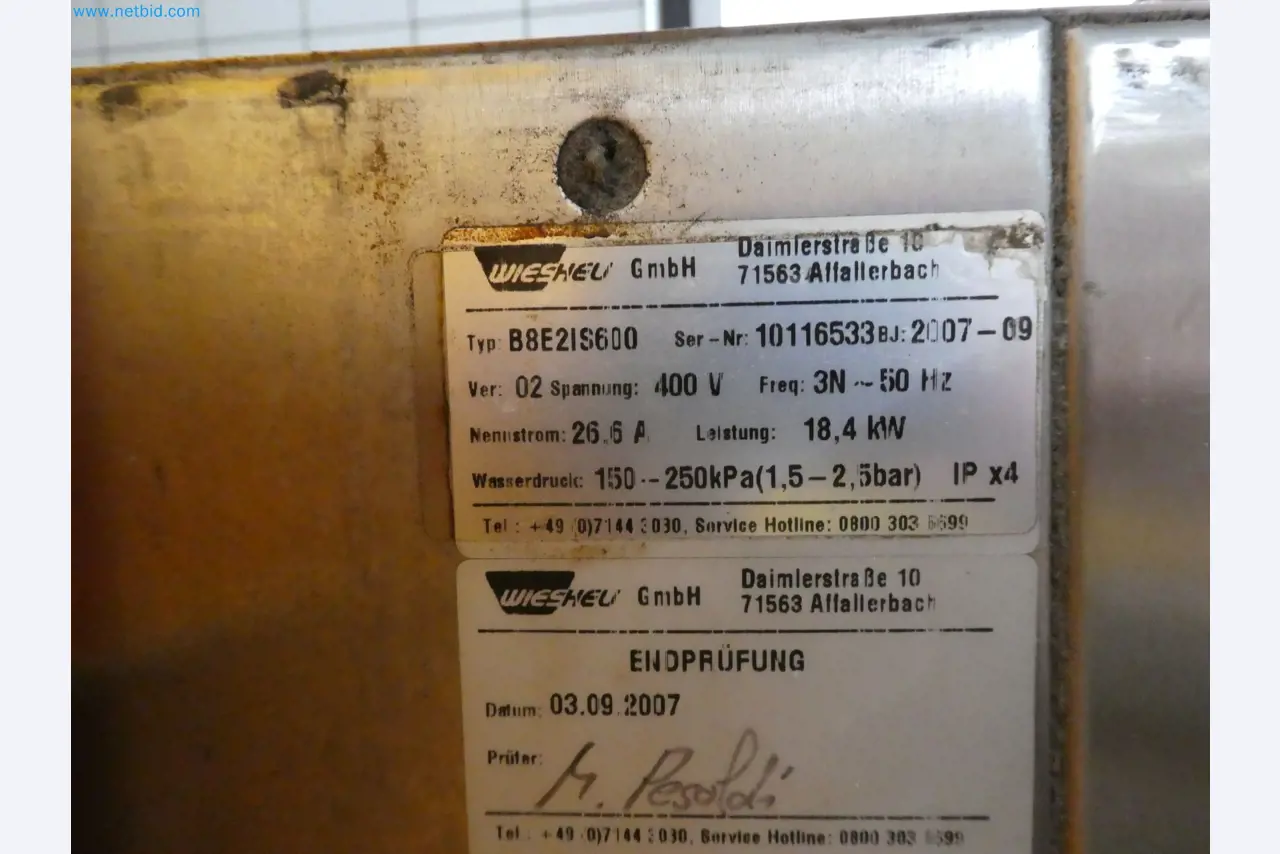 www.netbid.com
WIESHEU GmbH
Daimlerstraße 10
71563 Affallerbach
Typ: B8E2IS600 Ser-Nr: 10116533 BJ: 2007-09
Ver: 02 Spannung: 400 V Freq: 3N ~ 50 Hz
Nennstrom: 26,6 A Leistung: 18,4 kW
Wasserdruck: 150--250kPa(1,5-2,5bar) IP x4
Tel.: +49 (0)7144 3030, Service Hotline: 0800 303
WIESHEU GmbH
Daimlerstraße 10
71563 Affallerbach
ENDPRÜFUNG
Datum: 03.09.2007
Prüfer: M.
Tel.: +49 (0)7144 3030, Service Hotline: 0800 303